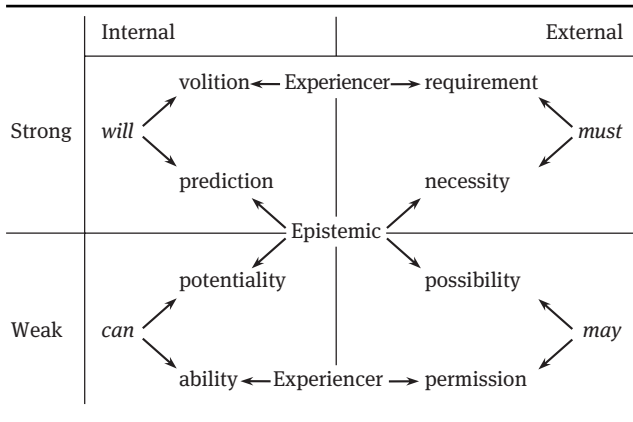 Internal External
volition Experiencer requirement
Strong will must
prediction necessity
Epistemic
potentiality possibility
Weak can may
ability Experiencer permission